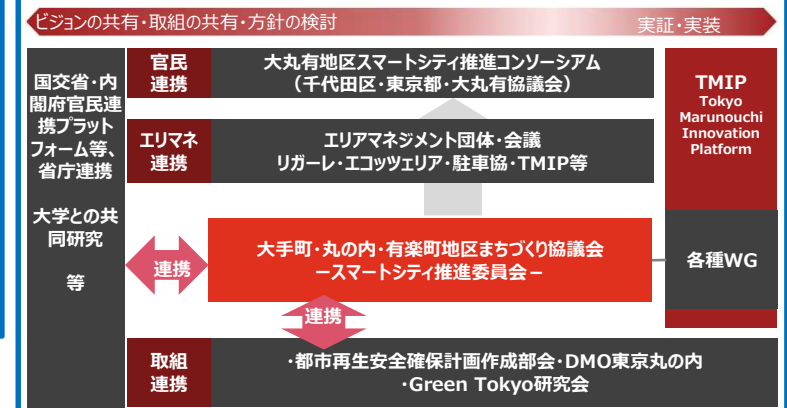 ビジョンの共有・取組の共有・方針の検討
実証・実装
国交省・内
閣府官民連
携プラット
フォーム等、
省庁連携
大学との共
同研究
等
官民
連携
大丸有地区スマートシティ推進コンソーシアム
（千代田区・東京都・大丸有協議会）
エリマネ
連携
エリアマネジメント団体・会議
リガーレ・エコッツェリア・駐車協・TMIP等
連携
大手町・丸の内・有楽町地区まちづくり協議会
ースマートシティ推進委員会－
連携
取組
連携
・都市再生安全確保計画作成部会・DMO東京丸の内
・Green Tokyo研究会
TMIP
Tokyo
Marunouchi
Innovation
Platform
各種WG